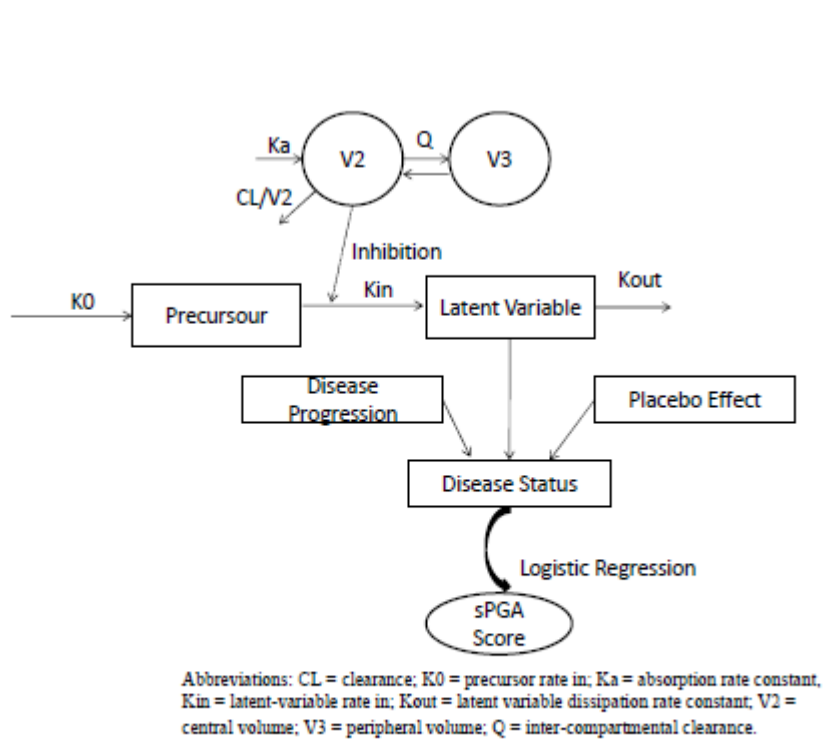 Ka
V2
Q
V3
CL/V2
Inhibition
K0
Precursour
Kin
Latent Variable
Kout
Disease
Progression
Placebo Effect
Disease Status
Logistic Regression
sPGA
Score
Abbreviations: CL = clearance; K0 = precursor rate in; Ka = absorption rate constant,
Kin = latent-variable rate in; Kout = latent variable dissipation rate constant; V2 =
central volume; V3 = peripheral volume; Q = inter-compartmental clearance.